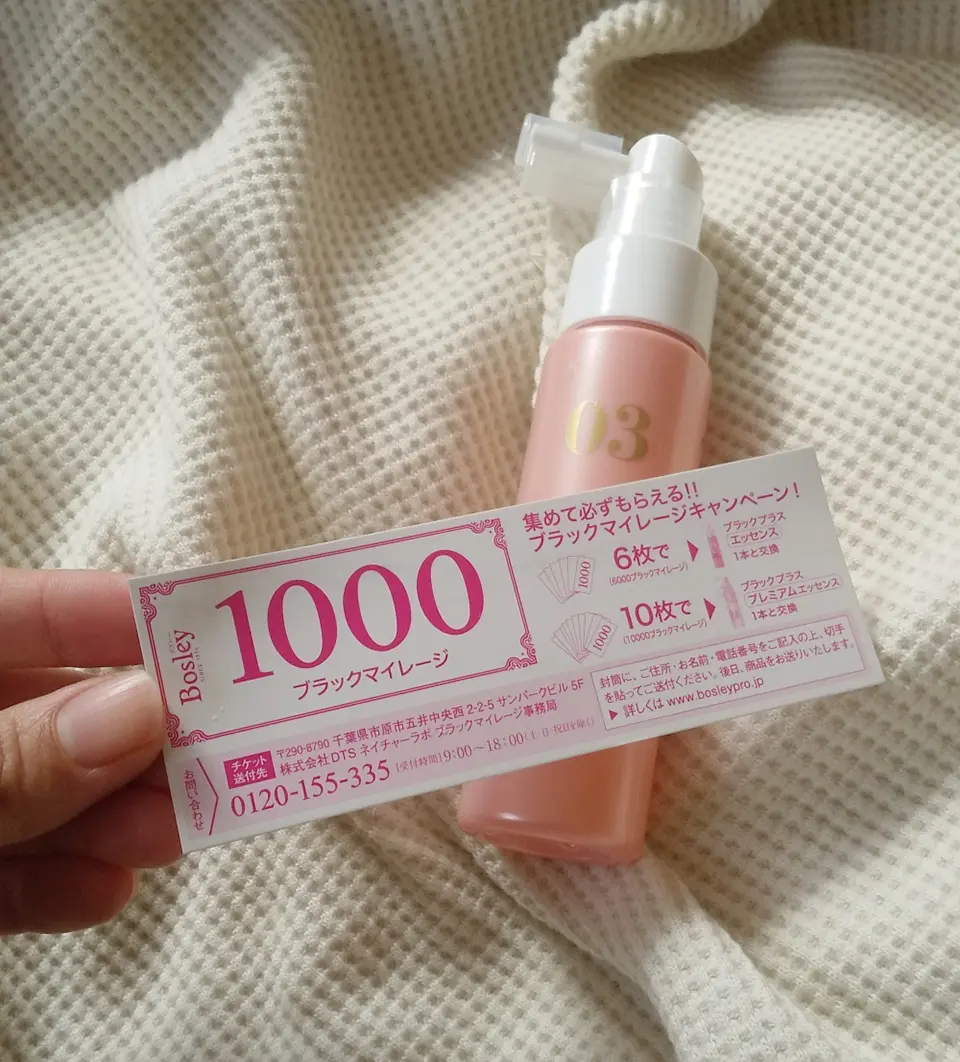 03
集めて必ずもらえる!!
ブラックマイレージキャンペーン!
Bosley
1000
ブラックマイレージ
1000
6枚で
(6000ブラックマイレージ)
ブラックプラス
エッセンス
1本と交換
1000
10枚で
(10000ブラックマイレージ)
ブラックプラス
プレミアムエッセンス
1本と交換
封筒に、ご住所・お名前・電話番号をご記入の上、切手
を貼ってご送付ください。後日、商品をお送りいたします。
▶詳しくは www.bosleypro.jp
お問い合わせ
チケット
送付先
〒290-8790 千葉県市原市五井中央西 2-2-5 サンパークビル 5F
株式会社DTS ネイチャーラボ ブラックマイレージ事務局
0120-155-335 [受付時間]9:00〜18:00(土・日・祝日を除く)